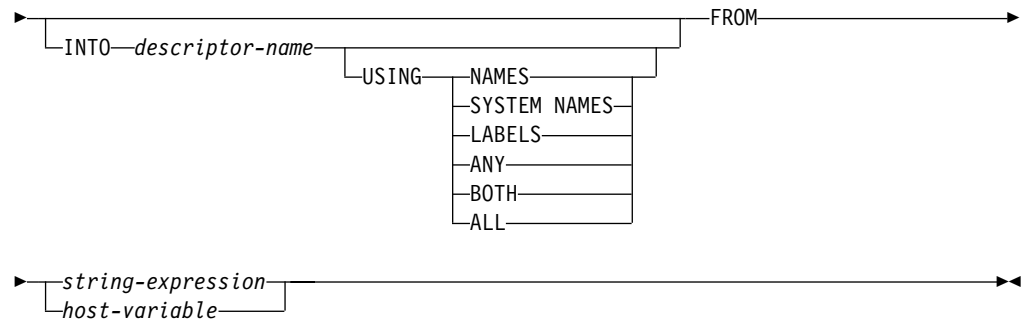 FROM
INTO descriptor-name
USING NAMES
SYSTEM NAMES
LABELS
ANY
BOTH
ALL
string-expression
host-variable